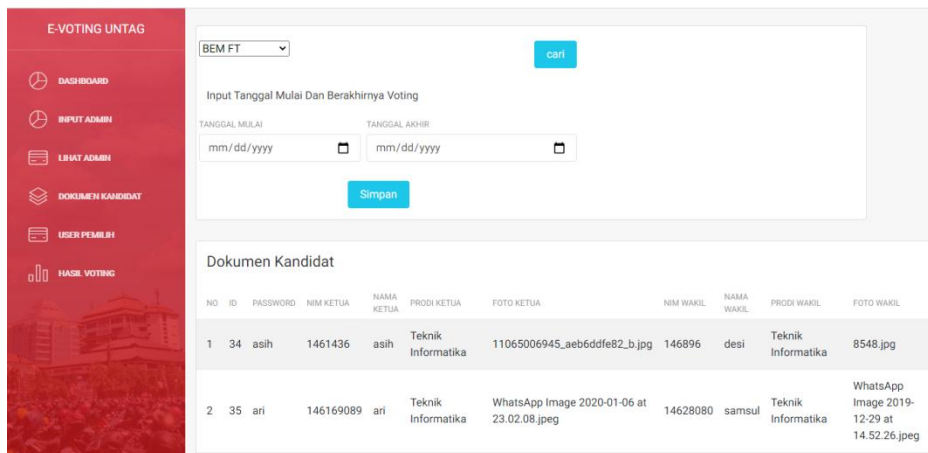 E-VOTING UNTAG
DASHBOARD
INPUT ADMIN
LIHAT ADMIN
DOKUMEN KANDIDAT
USER PEMILIH
HASIL VOTING
BEM FT
cari
Input Tanggal Mulai Dan Berakhirnya Voting
TANGGAL MULAI TANGGAL AKHIR
mm/dd/yyyy mm/dd/yyyy
Simpan
Dokumen Kandidat
NO ID PASSWORD NIM KETUA NAMA KETUA PRODI KETUA FOTO KETUA NIM WAKIL NAMA WAKIL PRODI WAKIL FOTO WAKIL
1 34 asih 1461436 asih Teknik Informatika 11065006945_aeb6ddfe82_b.jpg 146896 desi Teknik Informatika 8548.jpg
2 35 ari 146169089 ari Teknik Informatika WhatsApp Image 2020-01-06 at 23.02.08.jpeg 14628080 samsul Teknik Informatika WhatsApp Image 2019-12-29 at 14.52.26.jpeg